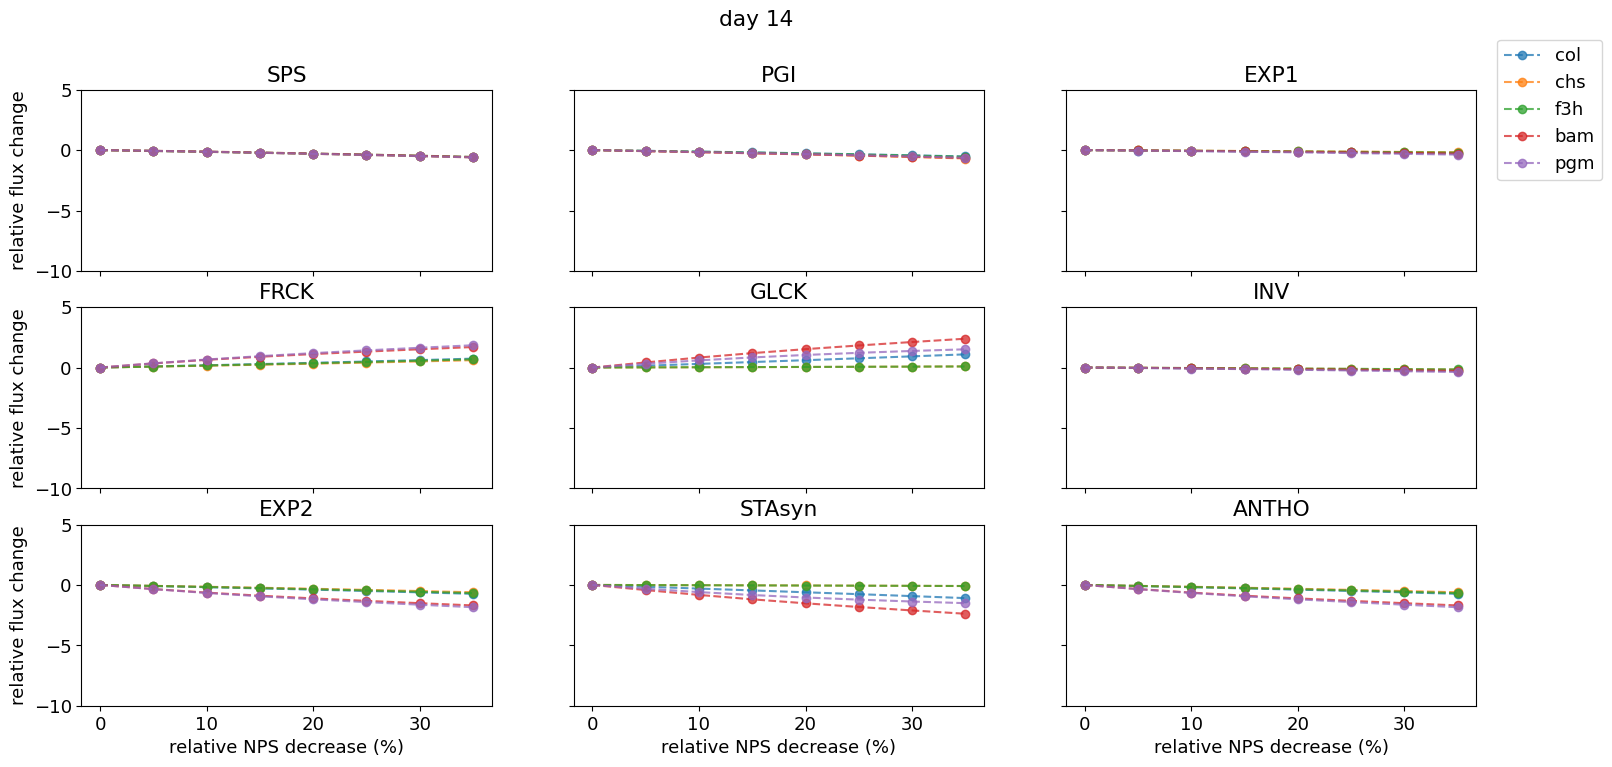 day 14
SPS
PGI
EXP1
col
chs
f3h
bam
pgm
5
0
−5
−10
relative flux change
FRCK
GLCK
INV
5
0
−5
−10
relative flux change
EXP2
STAsyn
ANTHO
5
0
−5
−10
relative flux change
0 10 20 30
0 10 20 30
0 10 20 30
relative NPS decrease (%)
relative NPS decrease (%)
relative NPS decrease (%)